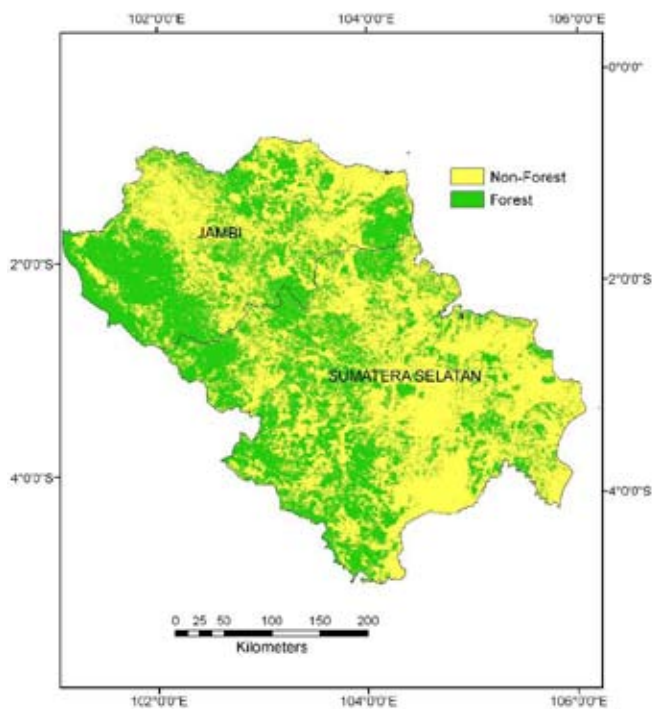 102°0'0"E 104°0'0"E 106°0'0"E
0°0'0"
Non-Forest
Forest
JAMBI
2°0'0"S 2°0'0"S
SUMATERA SELATAN
4°0'0"S 4°0'0"S
0 25 50 100 150 200
Kilometers
102°0'0"E 104°0'0"E 106°0'0"E